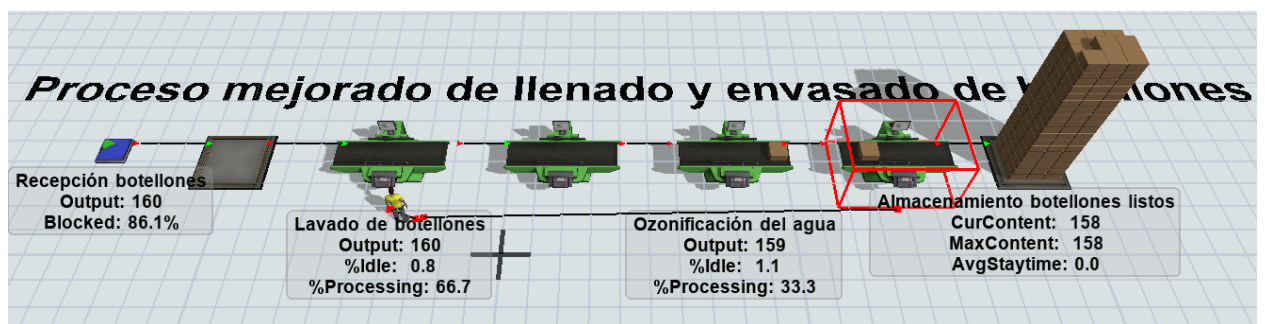 Proceso mejorado de llenado y envasado de b tellones
Recepción botellones
Output: 160
Blocked: 86.1%
Lavado de botellones
Output: 160
%Idle: 0.8
%Processing: 66.7
Ozonificación del agua
Output: 159
%Idle: 1.1
%Processing: 33.3
Almacenamiento botellones listos
CurContent: 158
MaxContent: 158
AvgStaytime: 0.0